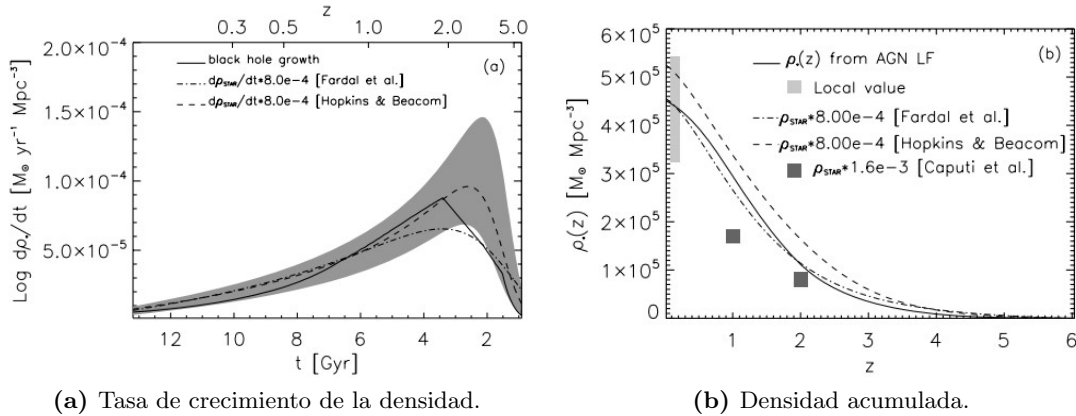 z
0.3 0.5 1.0 2.0 3.0 5.0
2.0×10⁻⁴
1.5×10⁻⁴
1.0×10⁻⁴
5.0×10⁻⁵
Log dρ•/dt [M⊙ yr⁻¹ Mpc⁻³]
black hole growth
dρSTAR/dt*8.0e-4 [Fardal et al.]
dρSTAR/dt*8.0e-4 [Hopkins & Beacom]
(a)
12 10 8 6 4 2
t [Gyr]
(a) Tasa de crecimiento de la densidad.
6×10⁵
5×10⁵
4×10⁵
3×10⁵
2×10⁵
1×10⁵
0
ρ•(z) [M⊙ Mpc⁻³]
(b)
ρ•(z) from AGN LF
Local value
ρSTAR*8.00e-4 [Fardal et al.]
ρSTAR*8.00e-4 [Hopkins & Beacom]
ρSTAR*1.6e-3 [Caputi et al.]
1 2 3 4 5 6
z
(b) Densidad acumulada.